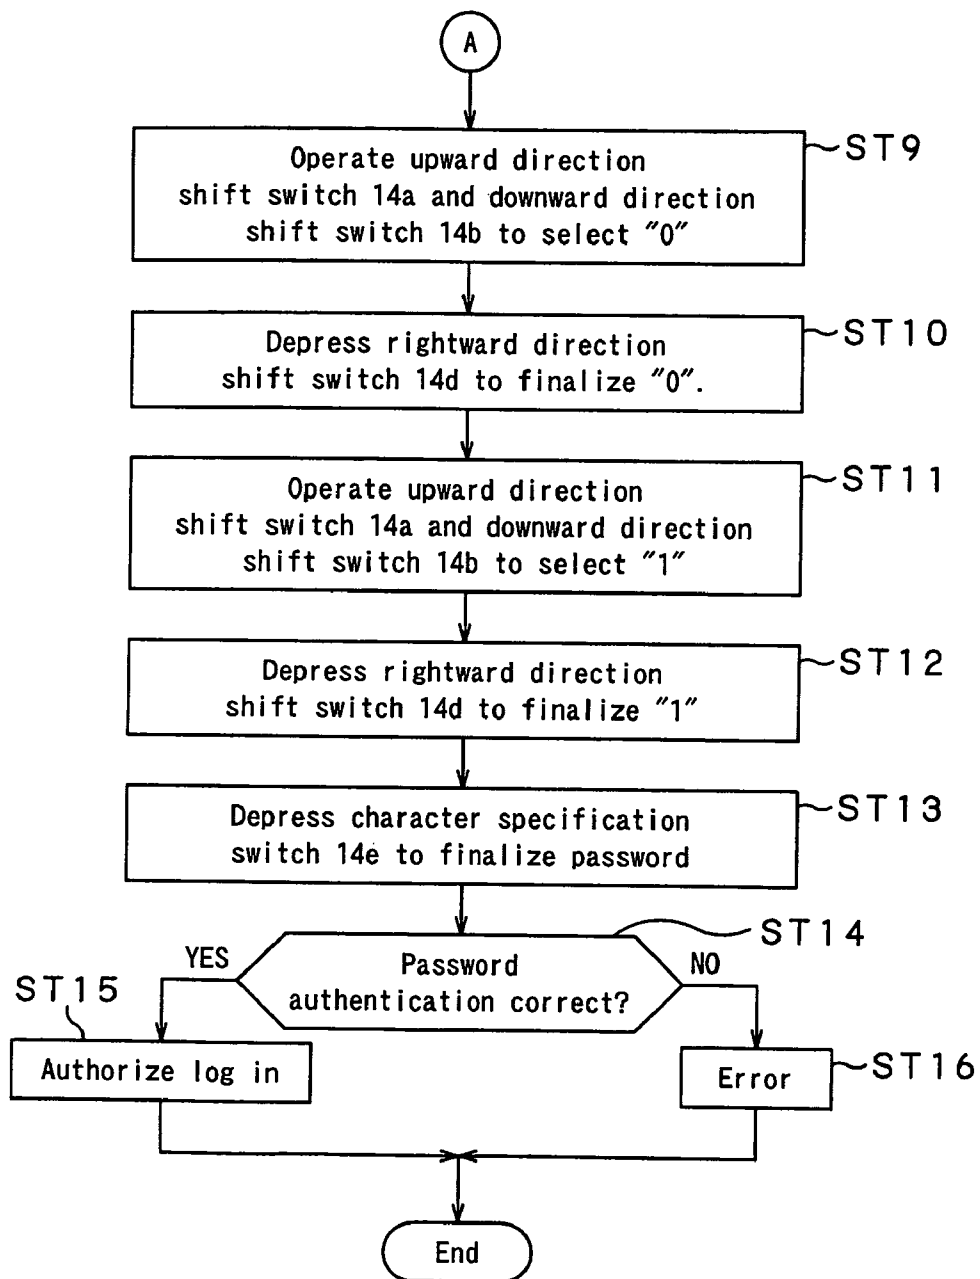 A
Operate upward direction
shift switch 14a and downward direction
shift switch 14b to select "0"
ST9
Depress rightward direction
shift switch 14d to finalize "0".
ST10
Operate upward direction
shift switch 14a and downward direction
shift switch 14b to select "1"
ST11
Depress rightward direction
shift switch 14d to finalize "1"
ST12
Depress character specification
switch 14e to finalize password
ST13
ST14
YES
Password
authentication correct?
NO
ST15
Authorize log in
Error
ST16
End